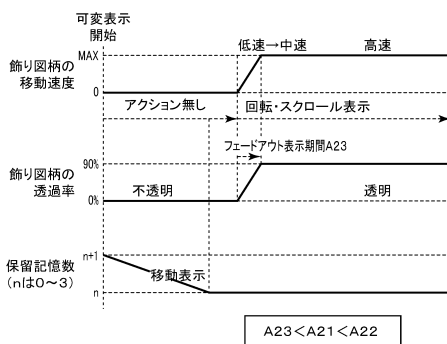 可変表示
開始
低速→中速
高速
飾り図柄の
移動速度
MAX
0
アクション無し
回転・スクロール表示
フェードアウト表示期間A23
飾り図柄の
透過率
90%
0%
不透明
透明
保留記憶数
(nは0～3)
n+1
n
移動表示
A23＜A21＜A22